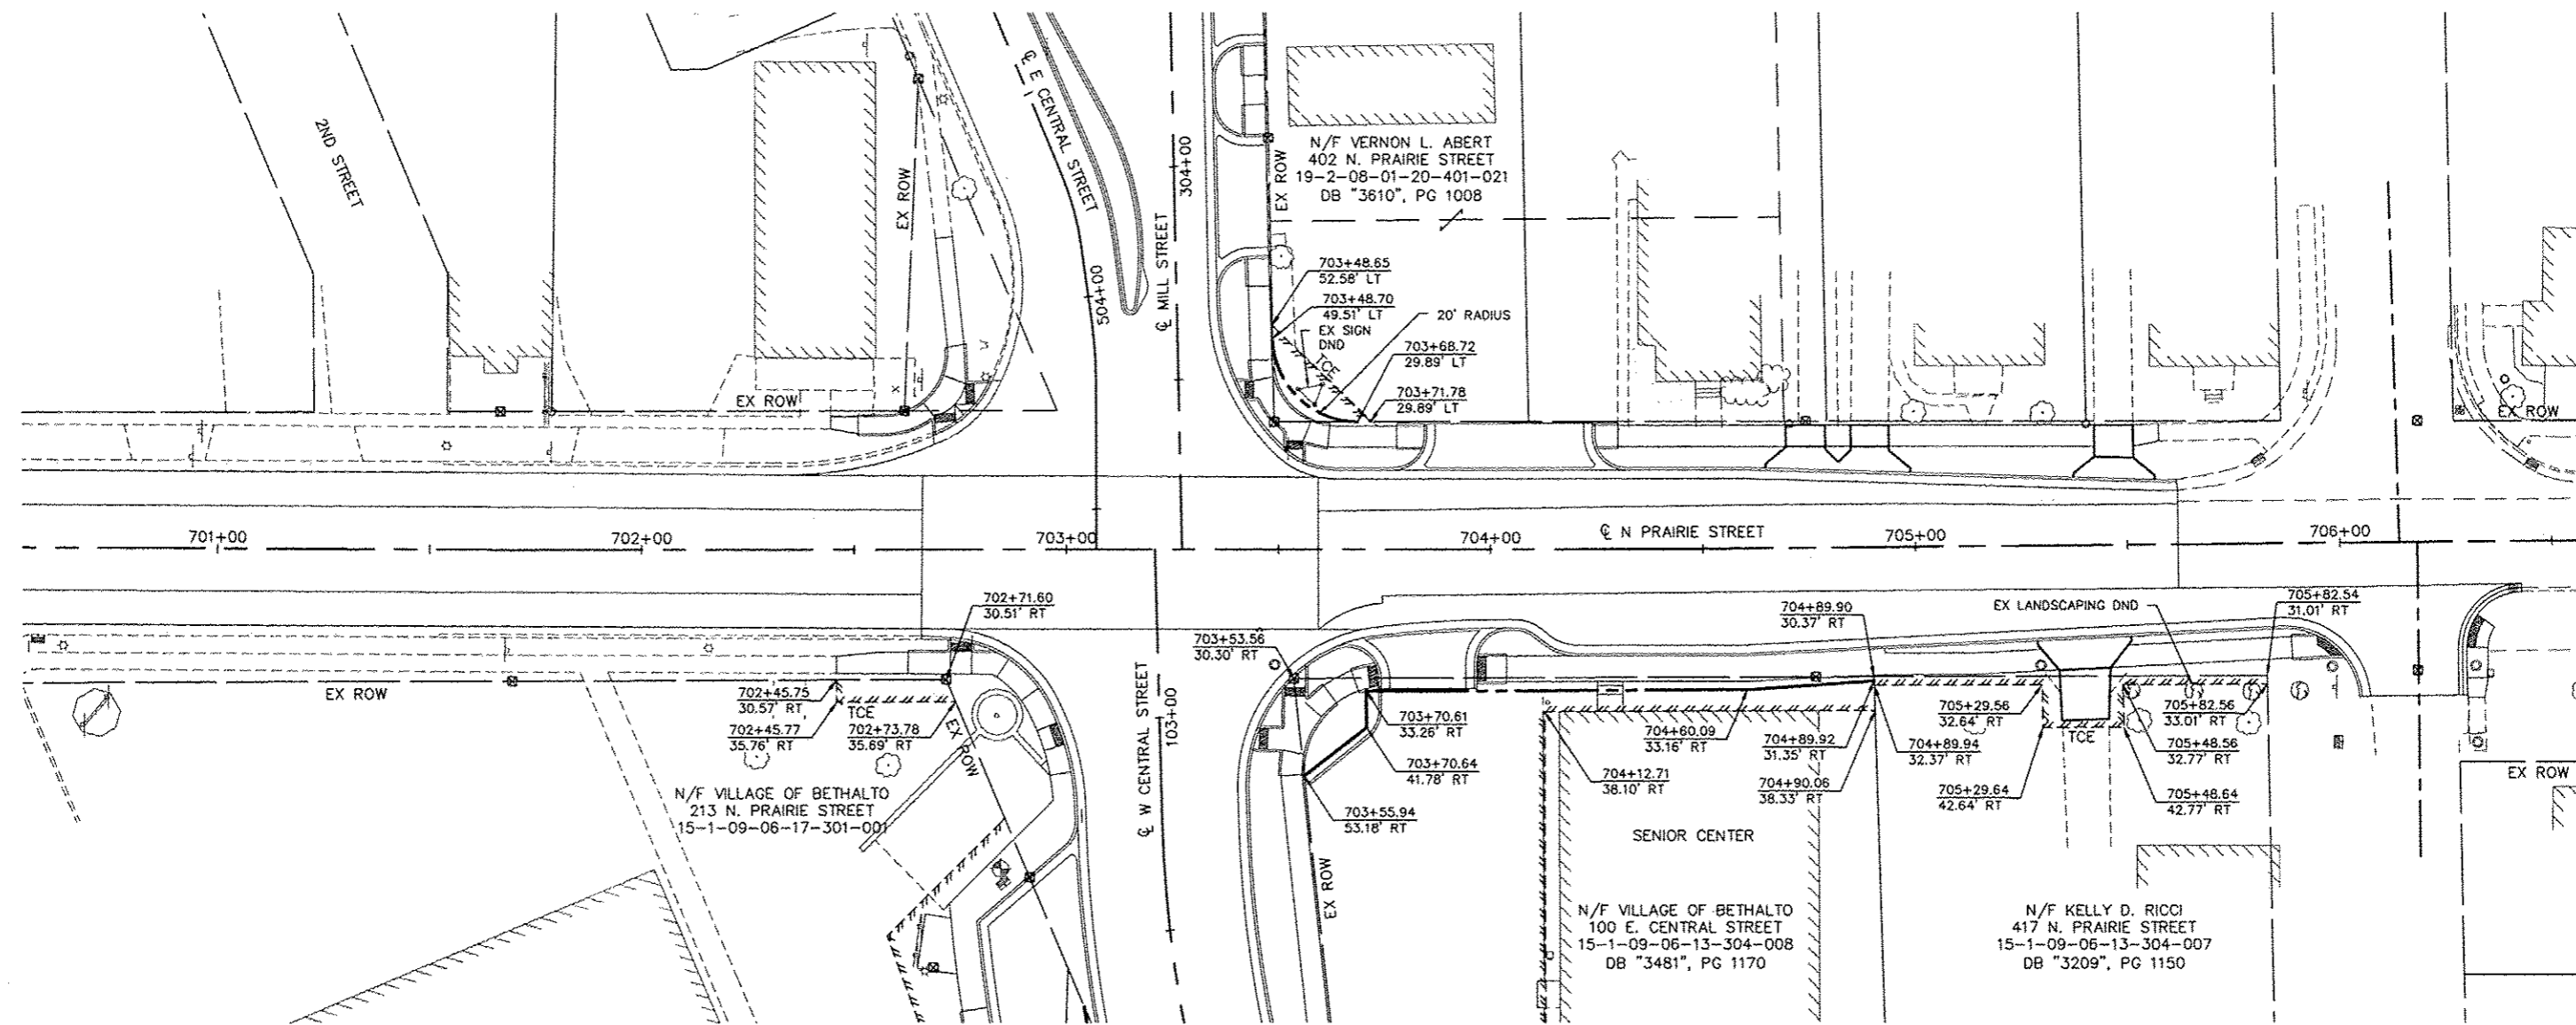 2ND STREET
EX ROW
EX ROW
℄ E CENTRAL STREET
504+00
℄ MILL STREET
304+00
EX ROW
N/F VERNON L. ABERT
402 N. PRAIRIE STREET
19-2-08-01-20-401-021
DB "3610", PG 1008
703+48.65
52.58' LT
703+48.70
49.51' LT
EX SIGN
DND
TCE
20' RADIUS
703+68.72
29.89' LT
703+71.78
29.89' LT
EX ROW
701+00
702+00
703+00
704+00
℄ N PRAIRIE STREET
705+00
706+00
702+71.60
30.51' RT
703+53.56
30.30' RT
704+89.90
30.37' RT
EX LANDSCAPING DND
705+82.54
31.01' RT
EX ROW
702+45.75
30.57' RT
TCE
702+45.77
35.76' RT
702+73.78
35.69' RT
EX ROW
℄ W CENTRAL STREET
103+00
703+70.61
33.26' RT
703+70.64
41.78' RT
703+55.94
53.18' RT
704+12.71
38.10' RT
704+60.09
33.16' RT
704+89.92
31.35' RT
704+90.06
38.33' RT
704+89.94
32.37' RT
705+29.56
32.64' RT
705+29.64
42.64' RT
TCE
705+82.56
33.01' RT
705+48.56
32.77' RT
705+48.64
42.77' RT
EX ROW
N/F VILLAGE OF BETHALTO
213 N. PRAIRIE STREET
15-1-09-06-17-301-001
EX ROW
SENIOR CENTER
N/F VILLAGE OF BETHALTO
100 E. CENTRAL STREET
15-1-09-06-13-304-008
DB "3481", PG 1170
N/F KELLY D. RICCI
417 N. PRAIRIE STREET
15-1-09-06-13-304-007
DB "3209", PG 1150